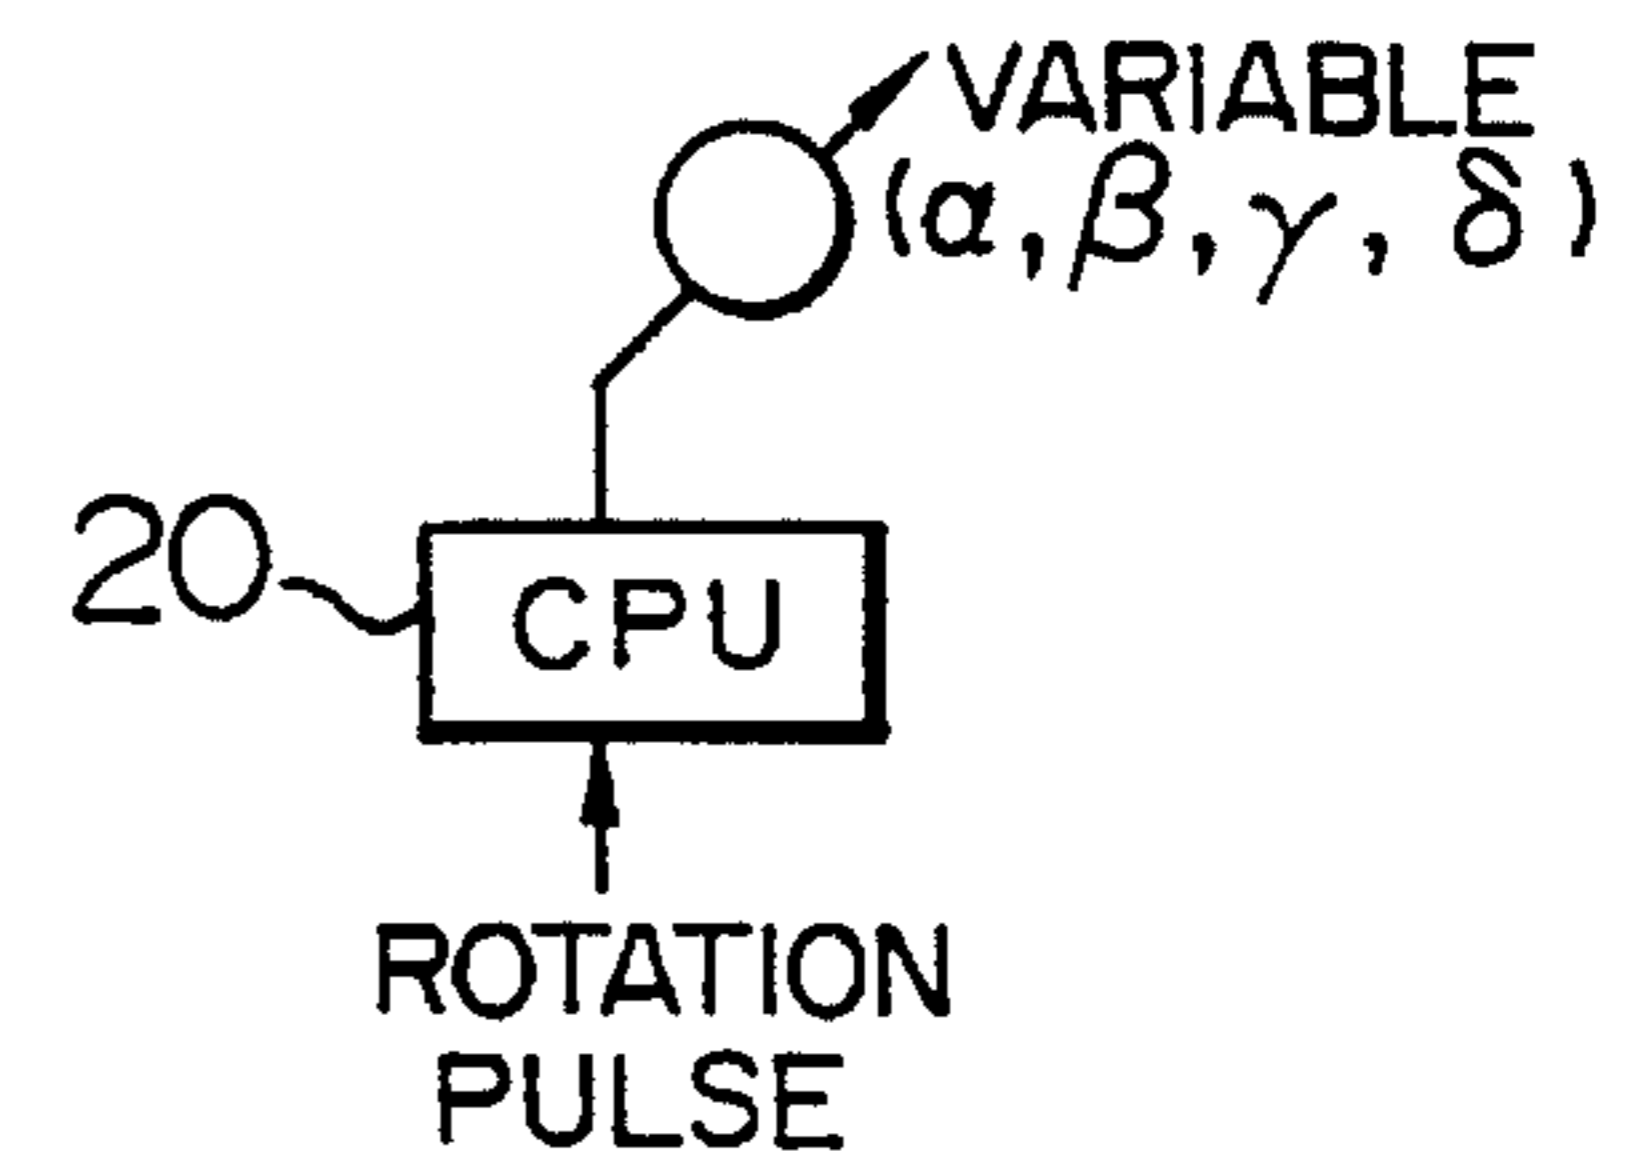 VARIABLE
(α, β, γ, δ)
20
CPU
ROTATION
PULSE